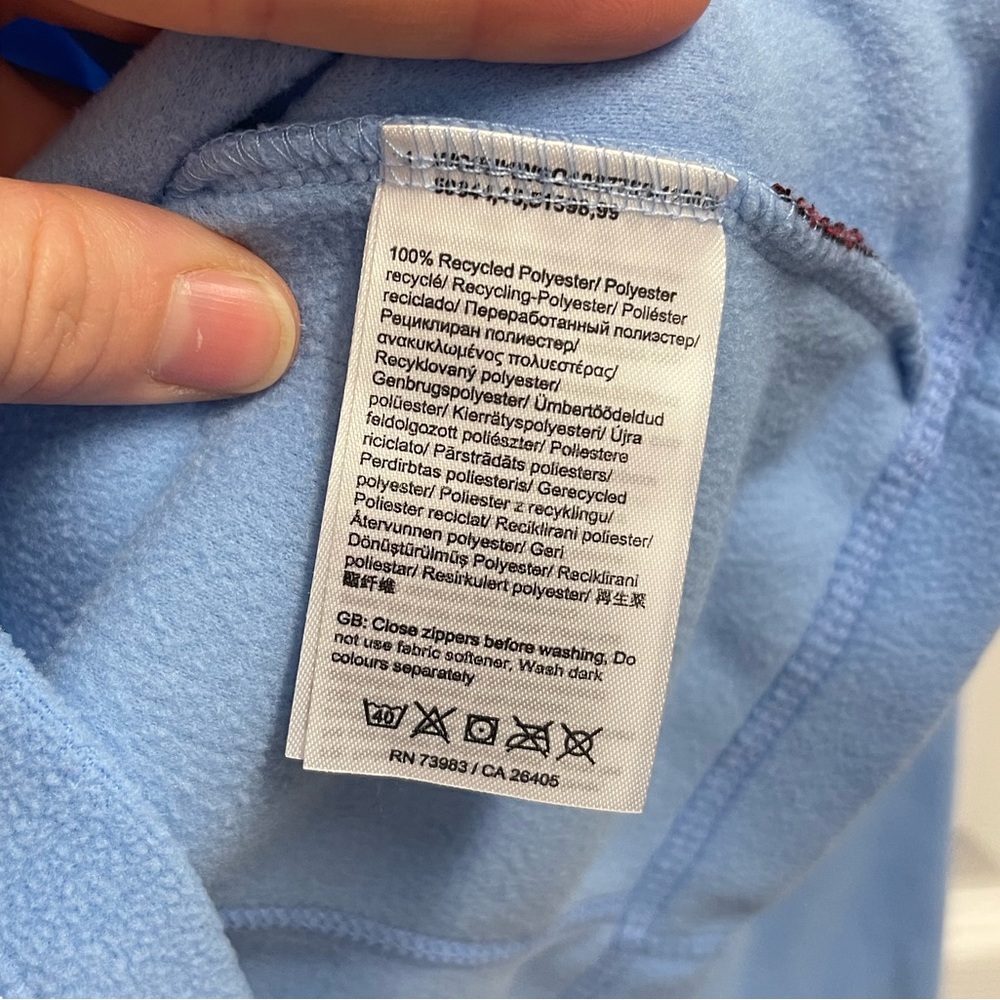 100% Recycled Polyester/ Polyester
recyclé/ Recycling-Polyester/ Poliéster
reciclado/ Переработанный полиэстер/
Рециклиран полиестер/
ανακυκλωμένος πολυεστέρας/
Recyklovaný polyester/
Genbrugspolyester/ Ümbertöödeldud
polüester/ Kierrätyspolyesteri/ Újra
feldolgozott poliészter/ Poliestere
riciclato/ Pārstrādāts poliesters/
Perdirbtas poliesteris/ Gerecycled
polyester/ Poliester z recyklingu/
Poliester reciclat/ Reciklirani poliester/
Återvunnen polyester/ Geri
Dönüştürülmüş Polyester/ Reciklirani
poliestar/ Resirkulert polyester/ 再生聚
酯纤维
GB: Close zippers before washing, Do
not use fabric softener, Wash dark
colours separately
40
RN 73983 / CA 26405